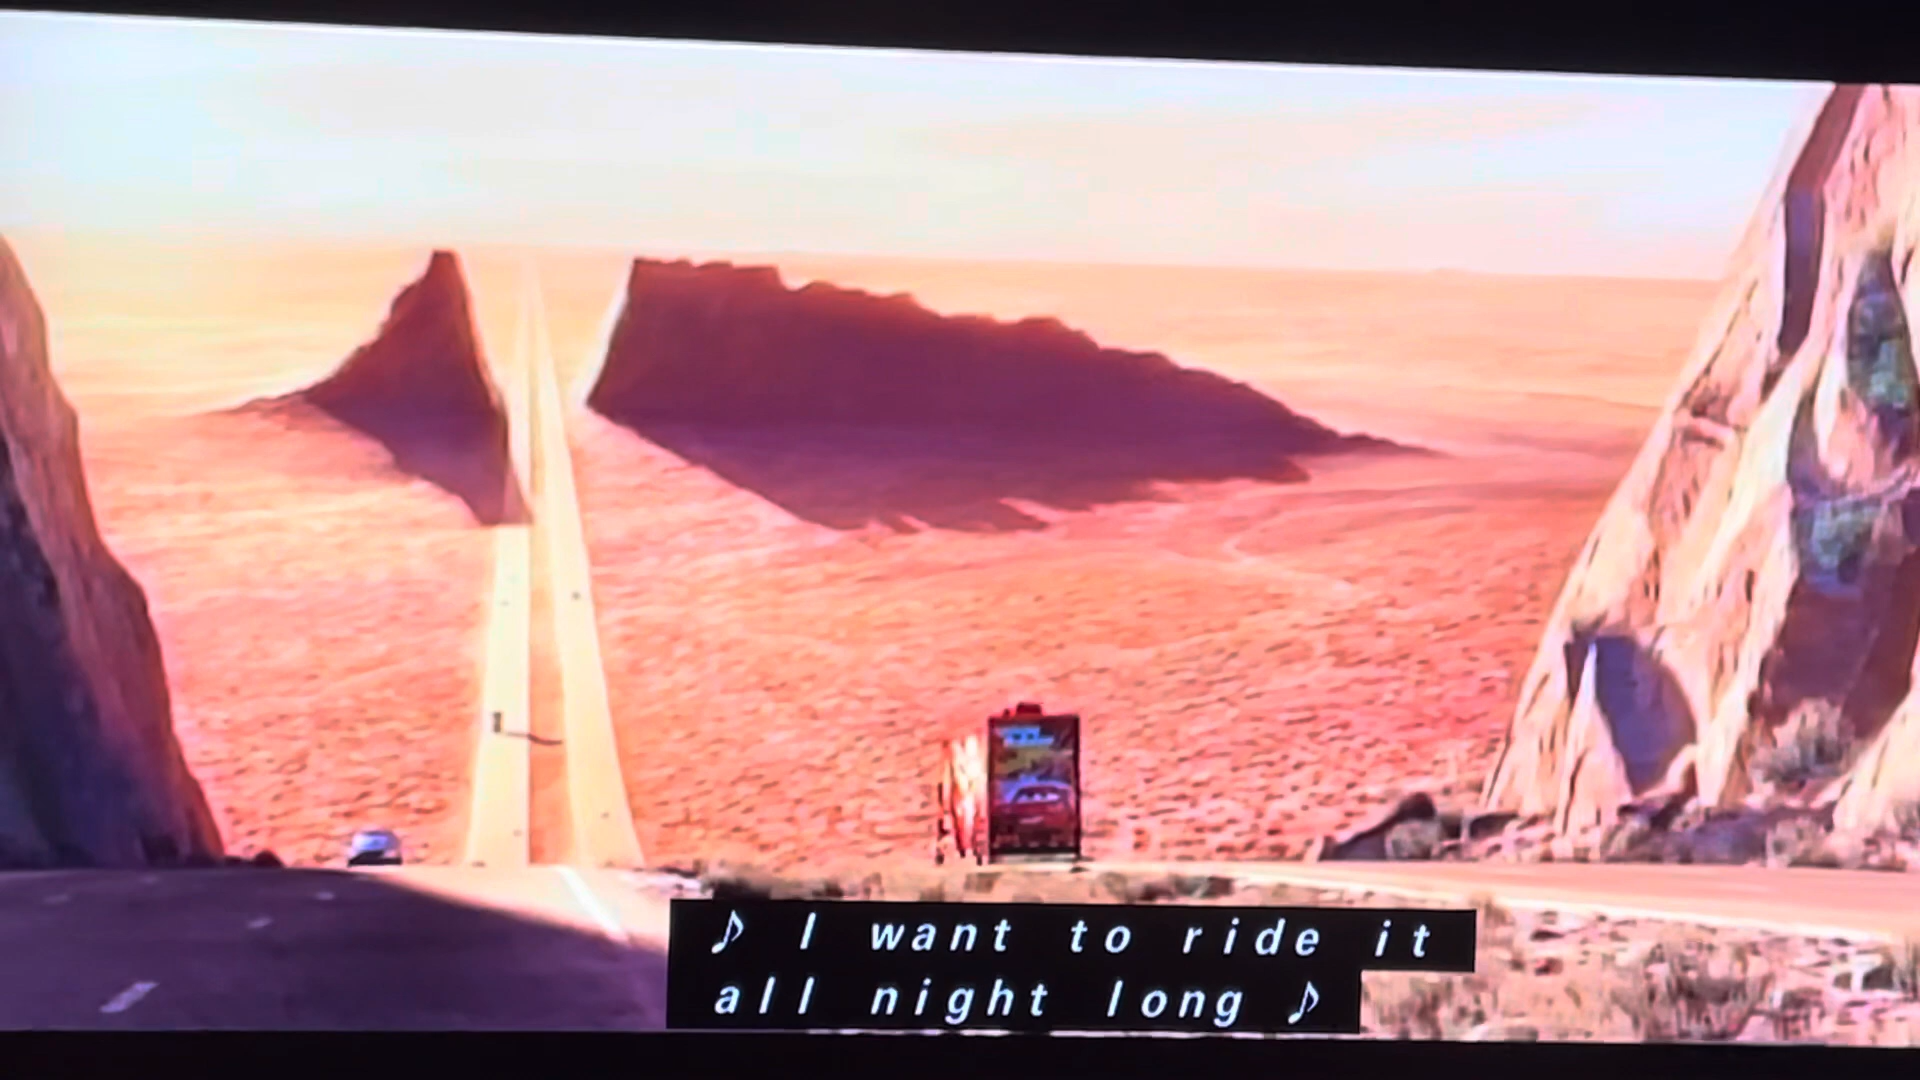 ♪ I want to ride it
all night long ♪